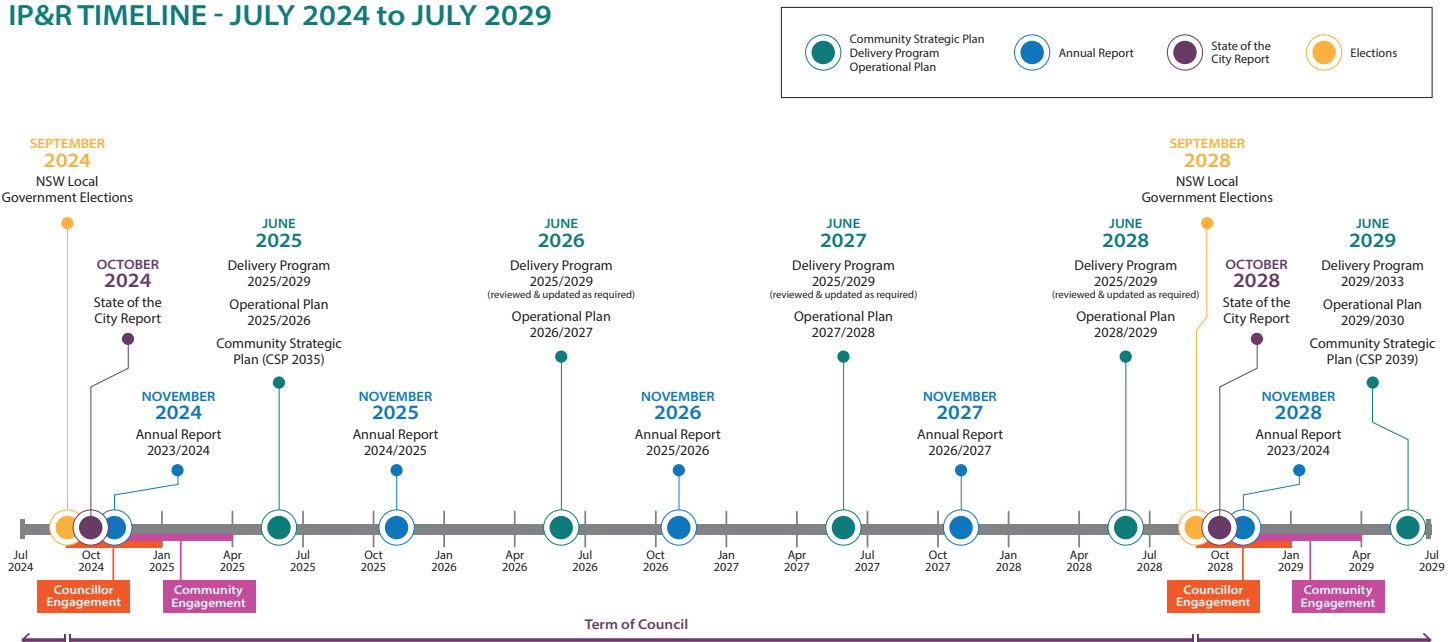 IP&R TIMELINE - JULY 2024 to JULY 2029
Community Strategic Plan
Delivery Program
Operational Plan
Annual Report
State of the
City Report
Elections
SEPTEMBER
2024
NSW Local
Government Elections
OCTOBER
2024
State of the
City Report
NOVEMBER
2024
Annual Report
2023/2024
JUNE
2025
Delivery Program
2025/2029
Operational Plan
2025/2026
Community Strategic
Plan (CSP 2035)
NOVEMBER
2025
Annual Report
2024/2025
JUNE
2026
Delivery Program
2025/2029
(reviewed & updated as required)
Operational Plan
2026/2027
NOVEMBER
2026
Annual Report
2025/2026
JUNE
2027
Delivery Program
2025/2029
(reviewed & updated as required)
Operational Plan
2027/2028
NOVEMBER
2027
Annual Report
2026/2027
JUNE
2028
Delivery Program
2025/2029
(reviewed & updated as required)
Operational Plan
2028/2029
SEPTEMBER
2028
NSW Local
Government Elections
OCTOBER
2028
State of the
City Report
NOVEMBER
2028
Annual Report
2023/2024
JUNE
2029
Delivery Program
2029/2033
Operational Plan
2029/2030
Community Strategic
Plan (CSP 2039)
Jul
2024
Oct
2024
Jan
2025
Apr
2025
Jul
2025
Oct
2025
Jan
2026
Apr
2026
Jul
2026
Oct
2026
Jan
2027
Apr
2027
Jul
2027
Oct
2027
Jan
2028
Apr
2028
Jul
2028
Oct
2028
Jan
2029
Apr
2029
Jul
2029
Councillor
Engagement
Community
Engagement
Councillor
Engagement
Community
Engagement
Term of Council